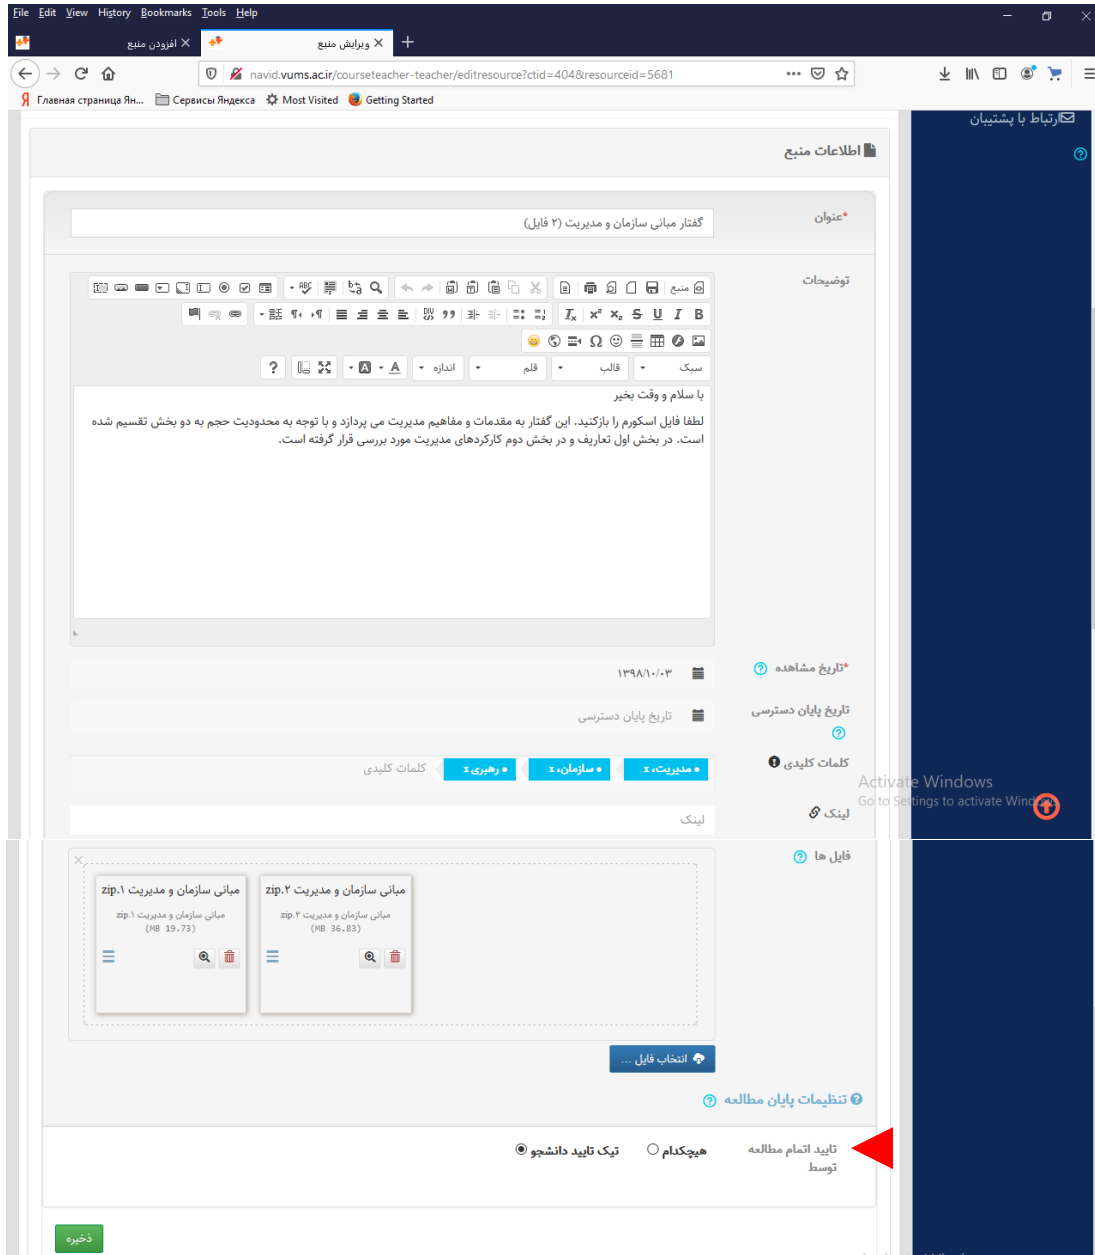 File Edit View History Bookmarks Tools Help
افزودن منبع
ویرایش منبع
navid.vums.ac.ir/courseteacher-teacher/editresource?ctid=404&resourceid=5681
Главная страница Ян...
Сервисы Яндекса
Most Visited
Getting Started
ارتباط با پشتیبان
اطلاعات منبع
*عنوان
گفتار مبانی سازمان و مدیریت (۲ فایل)
توضیحات
منبع
سبک
قالب
قلم
اندازه
با سلام و وقت بخیر
لطفا فایل اسکورم را بازکنید. این گفتار به مقدمات و مفاهیم مدیریت می پردازد و با توجه به محدودیت حجم به دو بخش تقسیم شده
است. در بخش اول تعاریف و در بخش دوم کارکردهای مدیریت مورد بررسی قرار گرفته است.
*تاریخ مشاهده
۱۳۹۸/۱۰/۰۳
تاریخ پایان دسترسی
تاریخ پایان دسترسی
کلمات کلیدی
مدیریت، x
سازمان، x
رهبری x
کلمات کلیدی
Activate Windows
Go to Settings to activate Windows.
لینک
لینک
فایل ها
مبانی سازمان و مدیریت ۲.zip
مبانی سازمان و مدیریت ۲.zip
(36.83 MB)
مبانی سازمان و مدیریت ۱.zip
مبانی سازمان و مدیریت ۱.zip
(19.73 MB)
انتخاب فایل ...
تنظیمات پایان مطالعه
تایید اتمام مطالعه
توسط
هیچکدام
تیک تایید دانشجو
ذخیره